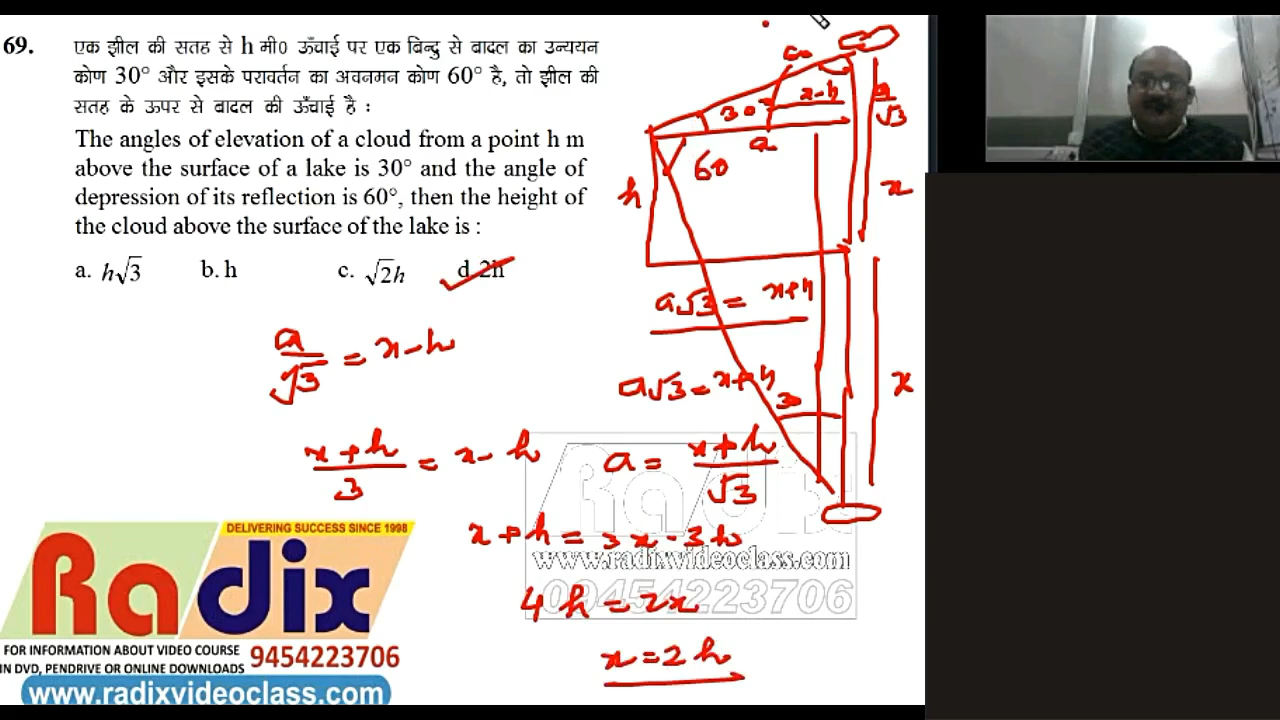 69. एक झील की सतह से h मी0 ऊँचाई पर एक बिन्दु से बादल का उन्नयन
कोण 30° और इसके परावर्तन का अवनमन कोण 60° है, तो झील की
सतह के ऊपर से बादल की ऊँचाई है :
The angles of elevation of a cloud from a point h m
above the surface of a lake is 30° and the angle of
depression of its reflection is 60°, then the height of
the cloud above the surface of the lake is :
a. h√3 b. h c. √2h d. 2h
a/√3 = x-h
(x+h)/3 = x-h
x+h = 3x-3h
4h = 2x
x = 2h
60
30
x-h
a/√3
a
60
h
x
a√3 = x+h
a√3 = x+h
30
x
a = (x+h)/√3
Radix
www.radixvideoclass.com
09454223706
DELIVERING SUCCESS SINCE 1998
Radix
FOR INFORMATION ABOUT VIDEO COURSE
IN DVD, PENDRIVE OR ONLINE DOWNLOADS 9454223706
www.radixvideoclass.com